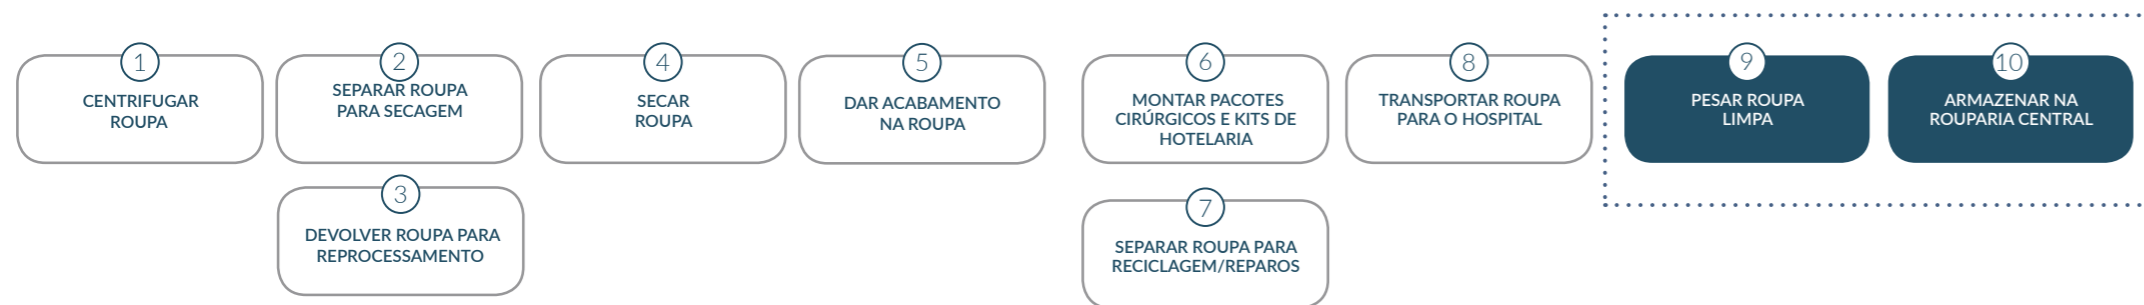 1
CENTRIFUGAR
ROUPA
2
SEPARAR ROUPA
PARA SECAGEM
3
DEVOLVER ROUPA PARA
REPROCESSAMENTO
4
SECAR
ROUPA
5
DAR ACABAMENTO
NA ROUPA
6
MONTAR PACOTES
CIRÚRGICOS E KITS DE
HOTELARIA
7
SEPARAR ROUPA PARA
RECICLAGEM/REPAROS
8
TRANSPORTAR ROUPA
PARA O HOSPITAL
9
PESAR ROUPA
LIMPA
10
ARMAZENAR NA
ROUPARIA CENTRAL